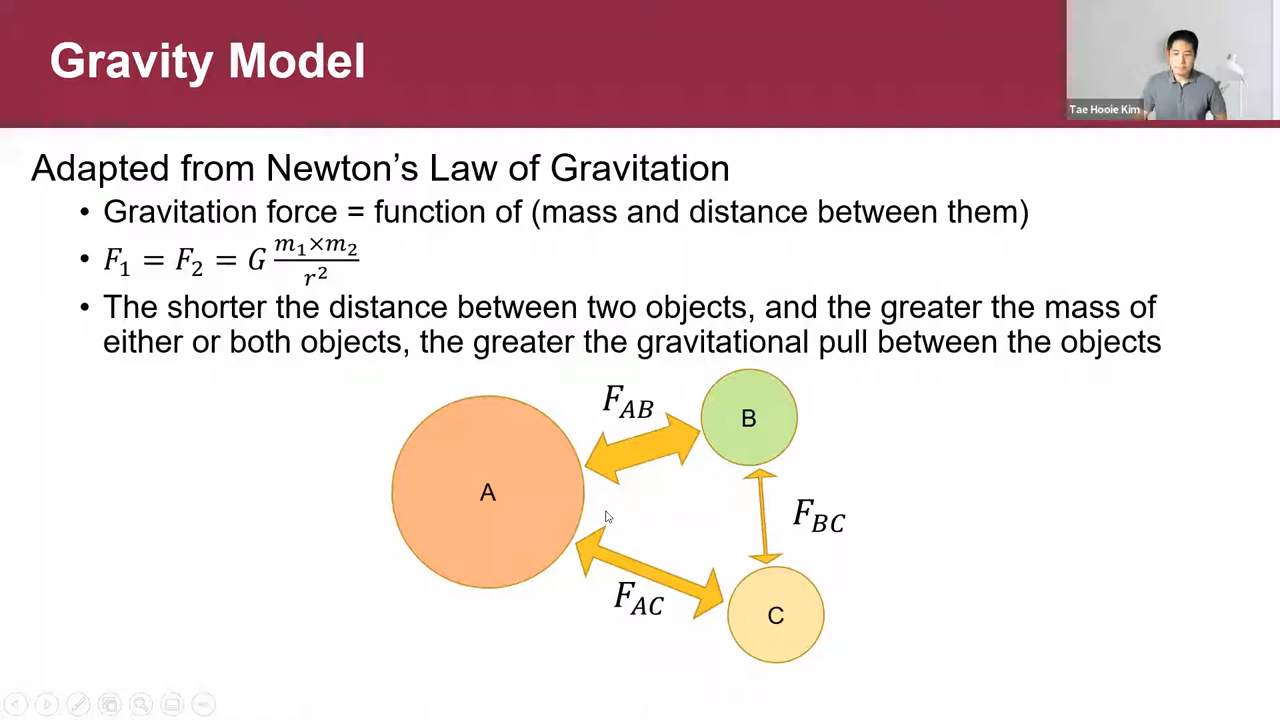 Gravity Model
Tae Hooie Kim
Adapted from Newton's Law of Gravitation
• Gravitation force = function of (mass and distance between them)
• F₁ = F₂ = G m₁×m₂ / r²
• The shorter the distance between two objects, and the greater the mass of
either or both objects, the greater the gravitational pull between the objects
F_AB
B
A
F_BC
F_AC
C